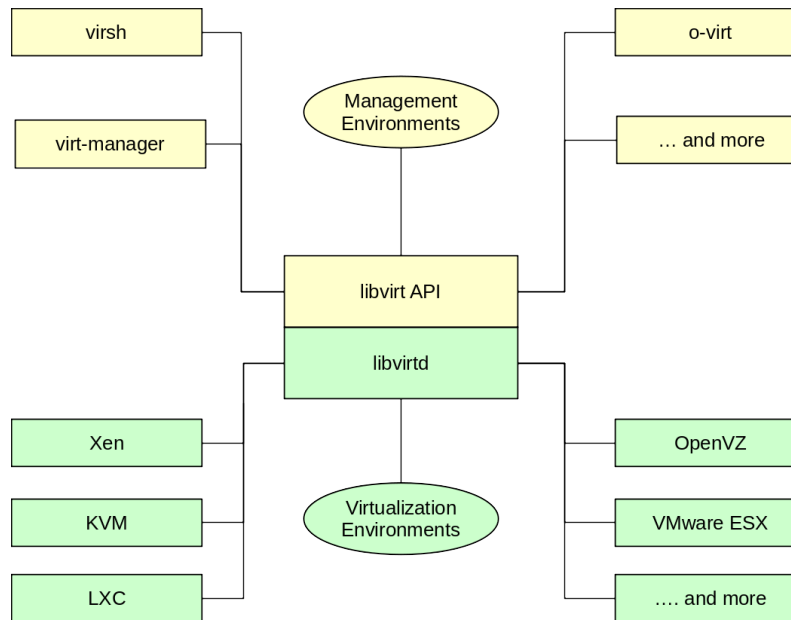 virsh
o-virt
Management
Environments
virt-manager
… and more
libvirt API
libvirtd
Xen
OpenVZ
Virtualization
Environments
KVM
VMware ESX
LXC
…. and more